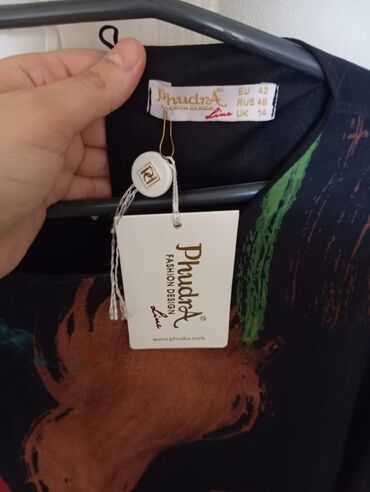 PhudrA®
FASHION DESIGN
Line
EU 42
RUS 48
UK 14
PhudrA®
FASHION DESIGN
Line
www.phudra.com